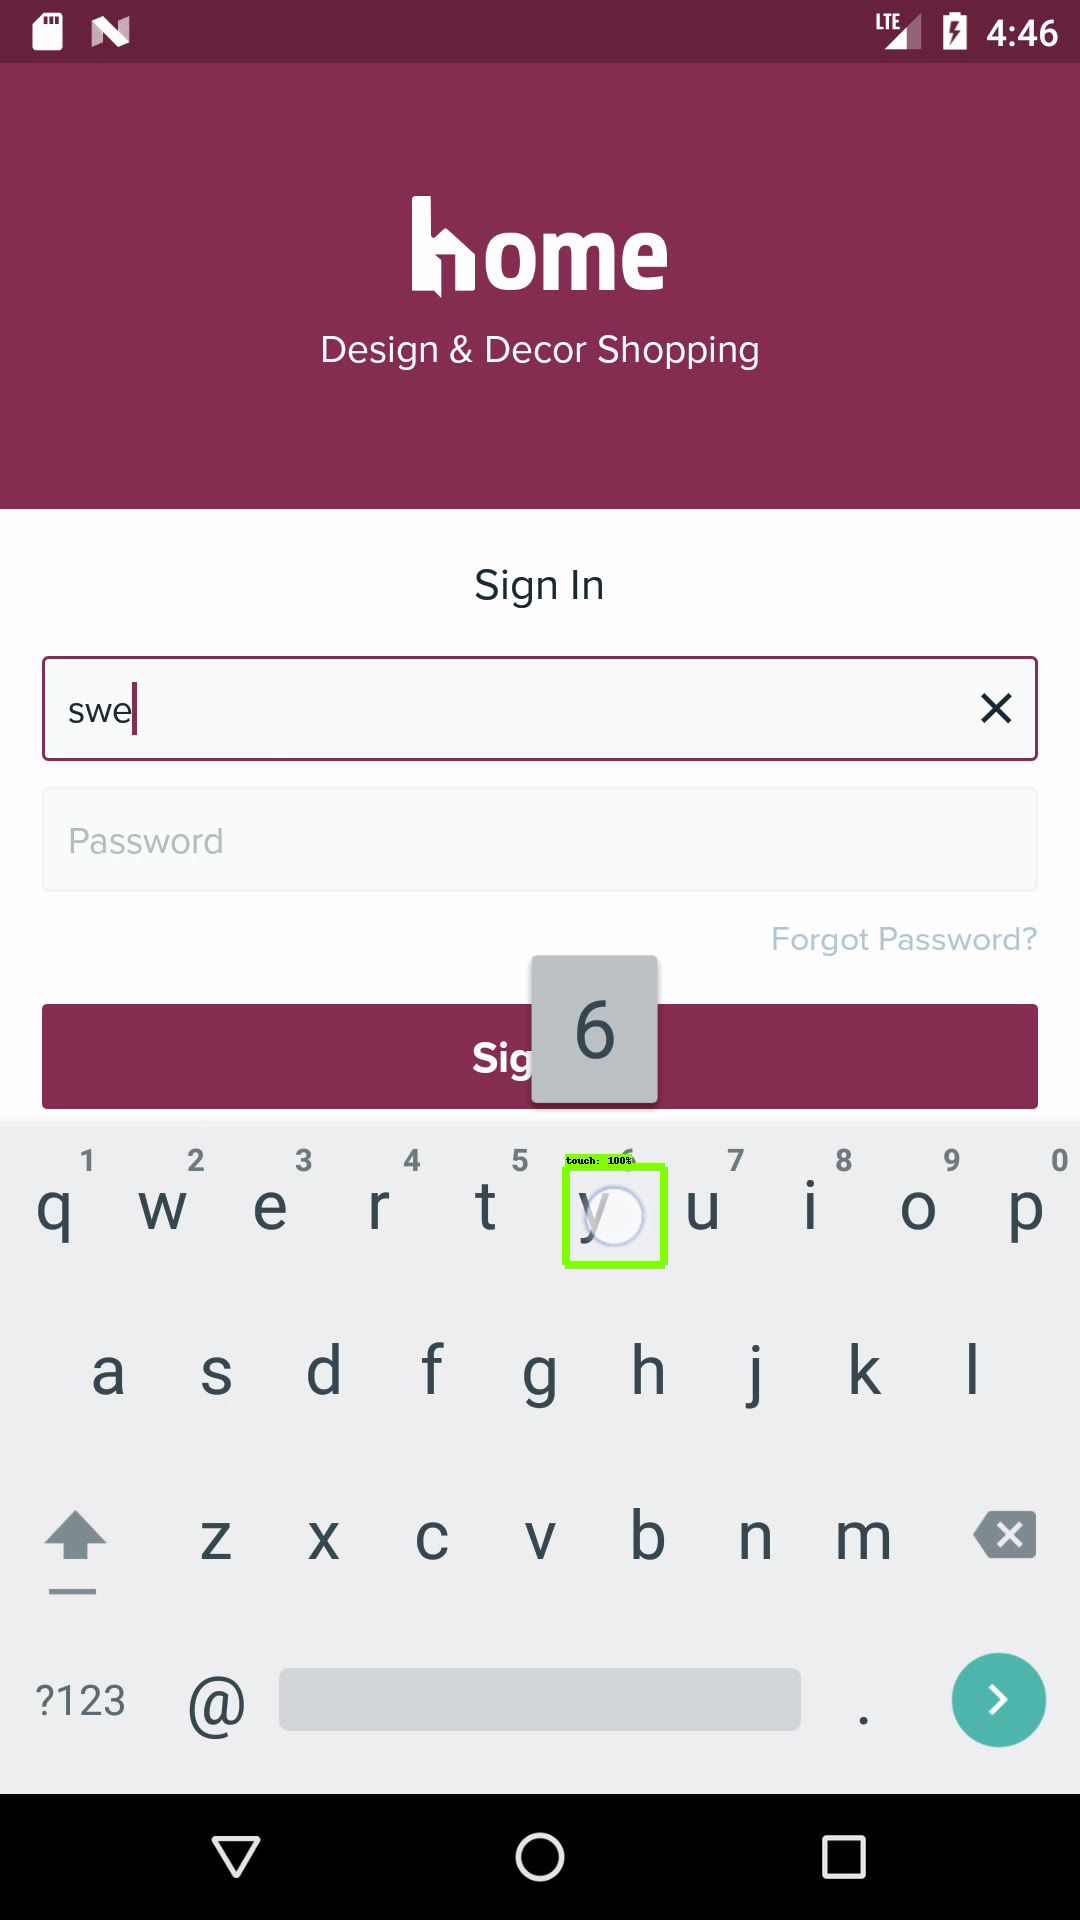 LTE 4:46
home
Design & Decor Shopping
Sign In
swe
Password
Forgot Password?
Sig
6
1 2 3 4 5 7 8 9 0
touch: 100%
q w e r t y u i o p
a s d f g h j k l
z x c v b n m
?123 @ .